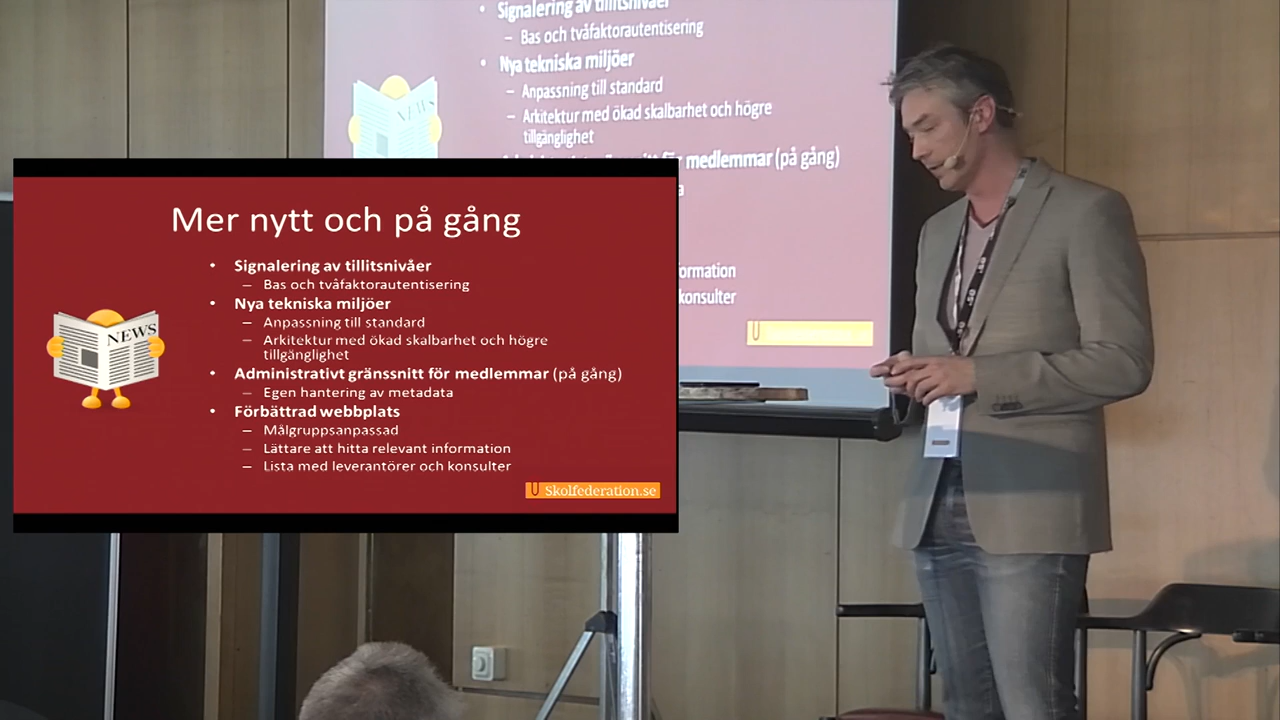 Signalering av tillitsnivåer
– Bas och tvåfaktorautentisering
• Nya tekniska miljöer
– Anpassning till standard
– Arkitektur med ökad skalbarhet och högre
tillgänglighet
för medlemmar (på gång)
NEWS
Mer nytt och på gång
• Signalering av tillitsnivåer
– Bas och tvåfaktorautentisering
• Nya tekniska miljöer
– Anpassning till standard
– Arkitektur med ökad skalbarhet och högre
tillgänglighet
• Administrativt gränssnitt för medlemmar (på gång)
– Egen hantering av metadata
• Förbättrad webbplats
– Målgruppsanpassad
– Lättare att hitta relevant information
– Lista med leverantörer och konsulter
NEWS
Skolfederation.se
ormation
konsulter
.se